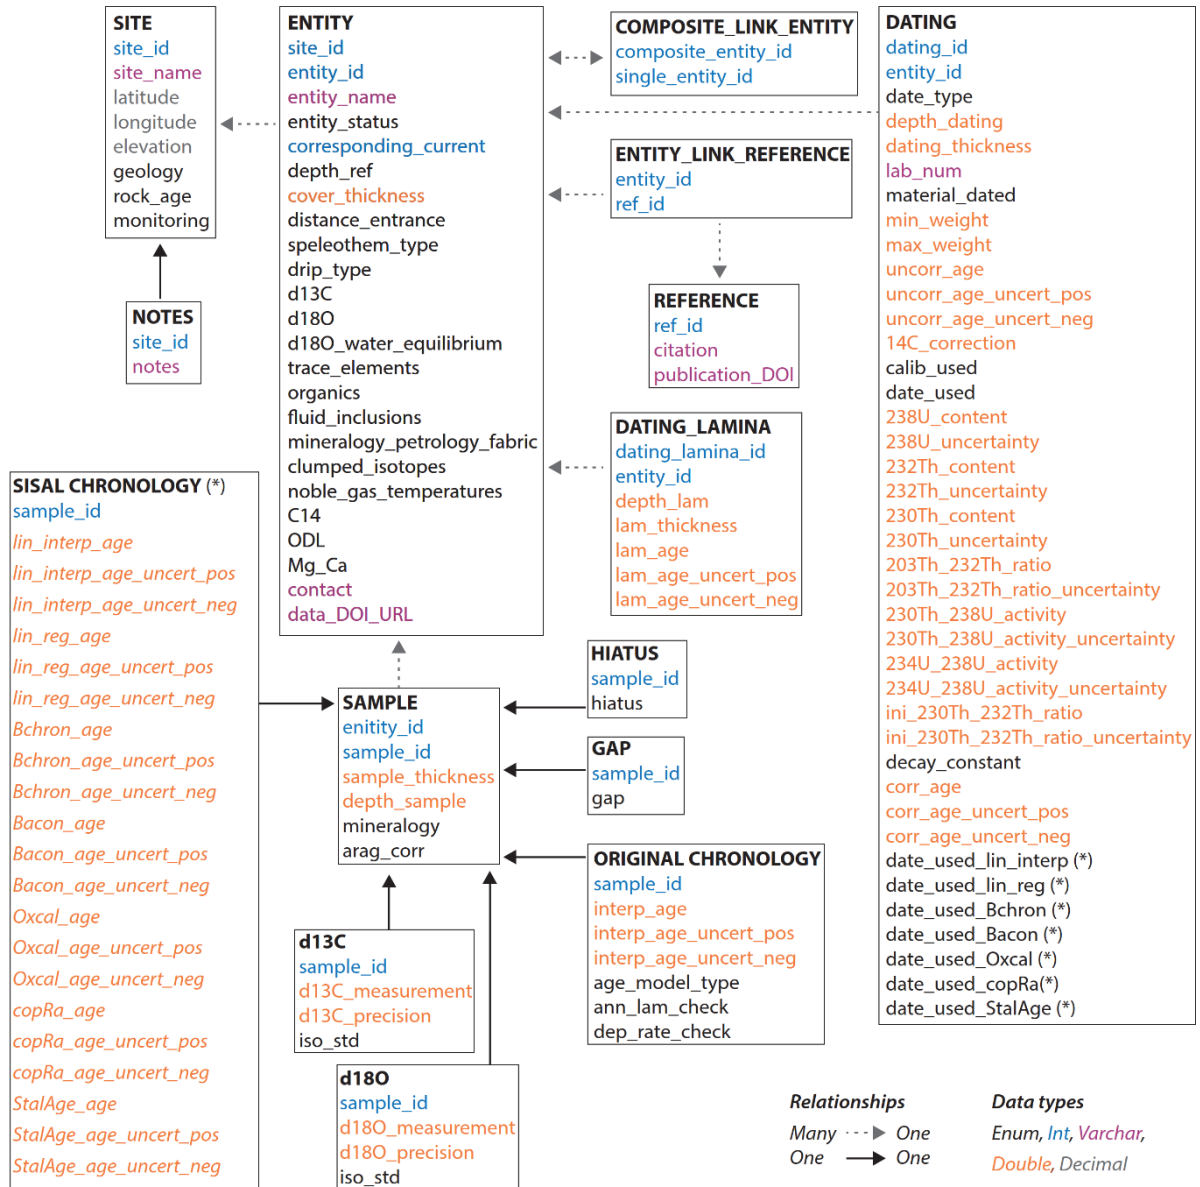 SITE
site_id
site_name
latitude
longitude
elevation
geology
rock_age
monitoring
NOTES
site_id
notes
ENTITY
site_id
entity_id
entity_name
entity_status
corresponding_current
depth_ref
cover_thickness
distance_entrance
speleothem_type
drip_type
d13C
d18O
d18O_water_equilibrium
trace_elements
organics
fluid_inclusions
mineralogy_petrology_fabric
clumped_isotopes
noble_gas_temperatures
C14
ODL
Mg_Ca
contact
data_DOI_URL
COMPOSITE_LINK_ENTITY
composite_entity_id
single_entity_id
ENTITY_LINK_REFERENCE
entity_id
ref_id
REFERENCE
ref_id
citation
publication_DOI
DATING_LAMINA
dating_lamina_id
entity_id
depth_lam
lam_thickness
lam_age
lam_age_uncert_pos
lam_age_uncert_neg
DATING
dating_id
entity_id
date_type
depth_dating
dating_thickness
lab_num
material_dated
min_weight
max_weight
uncorr_age
uncorr_age_uncert_pos
uncorr_age_uncert_neg
14C_correction
calib_used
date_used
238U_content
238U_uncertainty
232Th_content
232Th_uncertainty
230Th_content
230Th_uncertainty
203Th_232Th_ratio
203Th_232Th_ratio_uncertainty
230Th_238U_activity
230Th_238U_activity_uncertainty
234U_238U_activity
234U_238U_activity_uncertainty
ini_230Th_232Th_ratio
ini_230Th_232Th_ratio_uncertainty
decay_constant
corr_age
corr_age_uncert_pos
corr_age_uncert_neg
date_used_lin_interp (*)
date_used_lin_reg (*)
date_used_Bchron (*)
date_used_Bacon (*)
date_used_Oxcal (*)
date_used_copRa(*)
date_used_StalAge (*)
SISAL CHRONOLOGY (*)
sample_id
lin_interp_age
lin_interp_age_uncert_pos
lin_interp_age_uncert_neg
lin_reg_age
lin_reg_age_uncert_pos
lin_reg_age_uncert_neg
Bchron_age
Bchron_age_uncert_pos
Bchron_age_uncert_neg
Bacon_age
Bacon_age_uncert_pos
Bacon_age_uncert_neg
Oxcal_age
Oxcal_age_uncert_pos
Oxcal_age_uncert_neg
copRa_age
copRa_age_uncert_pos
copRa_age_uncert_neg
StalAge_age
StalAge_age_uncert_pos
StalAge_age_uncert_neg
SAMPLE
enitity_id
sample_id
sample_thickness
depth_sample
mineralogy
arag_corr
HIATUS
sample_id
hiatus
GAP
sample_id
gap
ORIGINAL CHRONOLOGY
sample_id
interp_age
interp_age_uncert_pos
interp_age_uncert_neg
age_model_type
ann_lam_check
dep_rate_check
d13C
sample_id
d13C_measurement
d13C_precision
iso_std
d18O
sample_id
d18O_measurement
d18O_precision
iso_std
Relationships
Many One
One One
Data types
Enum, Int, Varchar,
Double, Decimal